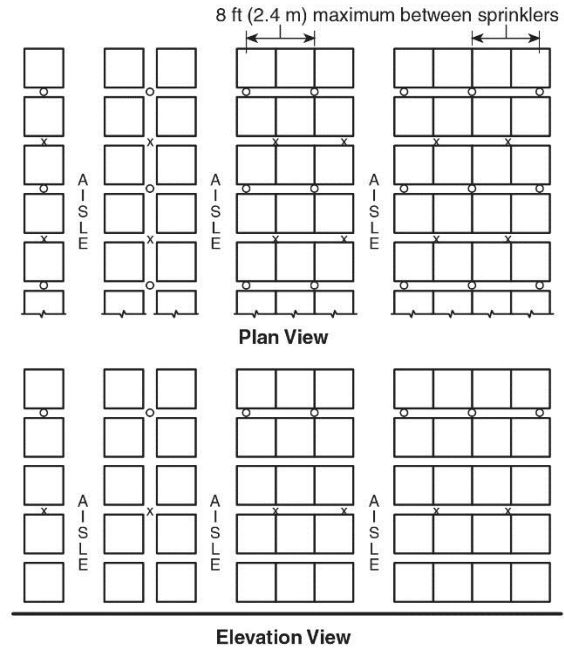 8 ft (2.4 m) maximum between sprinklers
AISLE
AISLE
AISLE
x x x x x x
x x x x x x
Plan View
AISLE
AISLE
AISLE
x x x x x x
Elevation View